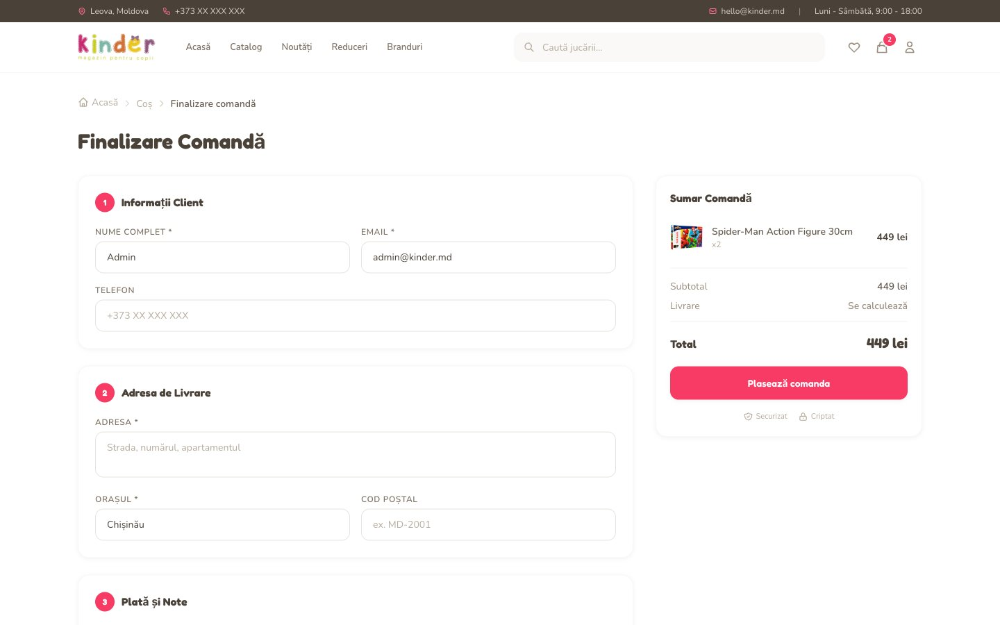 Leova, Moldova +373 XX XXX XXX hello@kinder.md | Luni - Sâmbătă, 9:00 - 18:00
kinder
magazin pentru copii
Acasă Catalog Noutăți Reduceri Branduri Caută jucării... 2
Acasă Coș Finalizare comandă
Finalizare Comandă
1 Informații Client
NUME COMPLET * EMAIL *
Admin admin@kinder.md
TELEFON
+373 XX XXX XXX
2 Adresa de Livrare
ADRESA *
Strada, numărul, apartamentul
ORAȘUL * COD POȘTAL
Chișinău ex. MD-2001
3 Plată și Note
Sumar Comandă
Spider-Man Action Figure 30cm 449 lei
x2
Subtotal 449 lei
Livrare Se calculează
Total 449 lei
Plasează comanda
Securizat Criptat